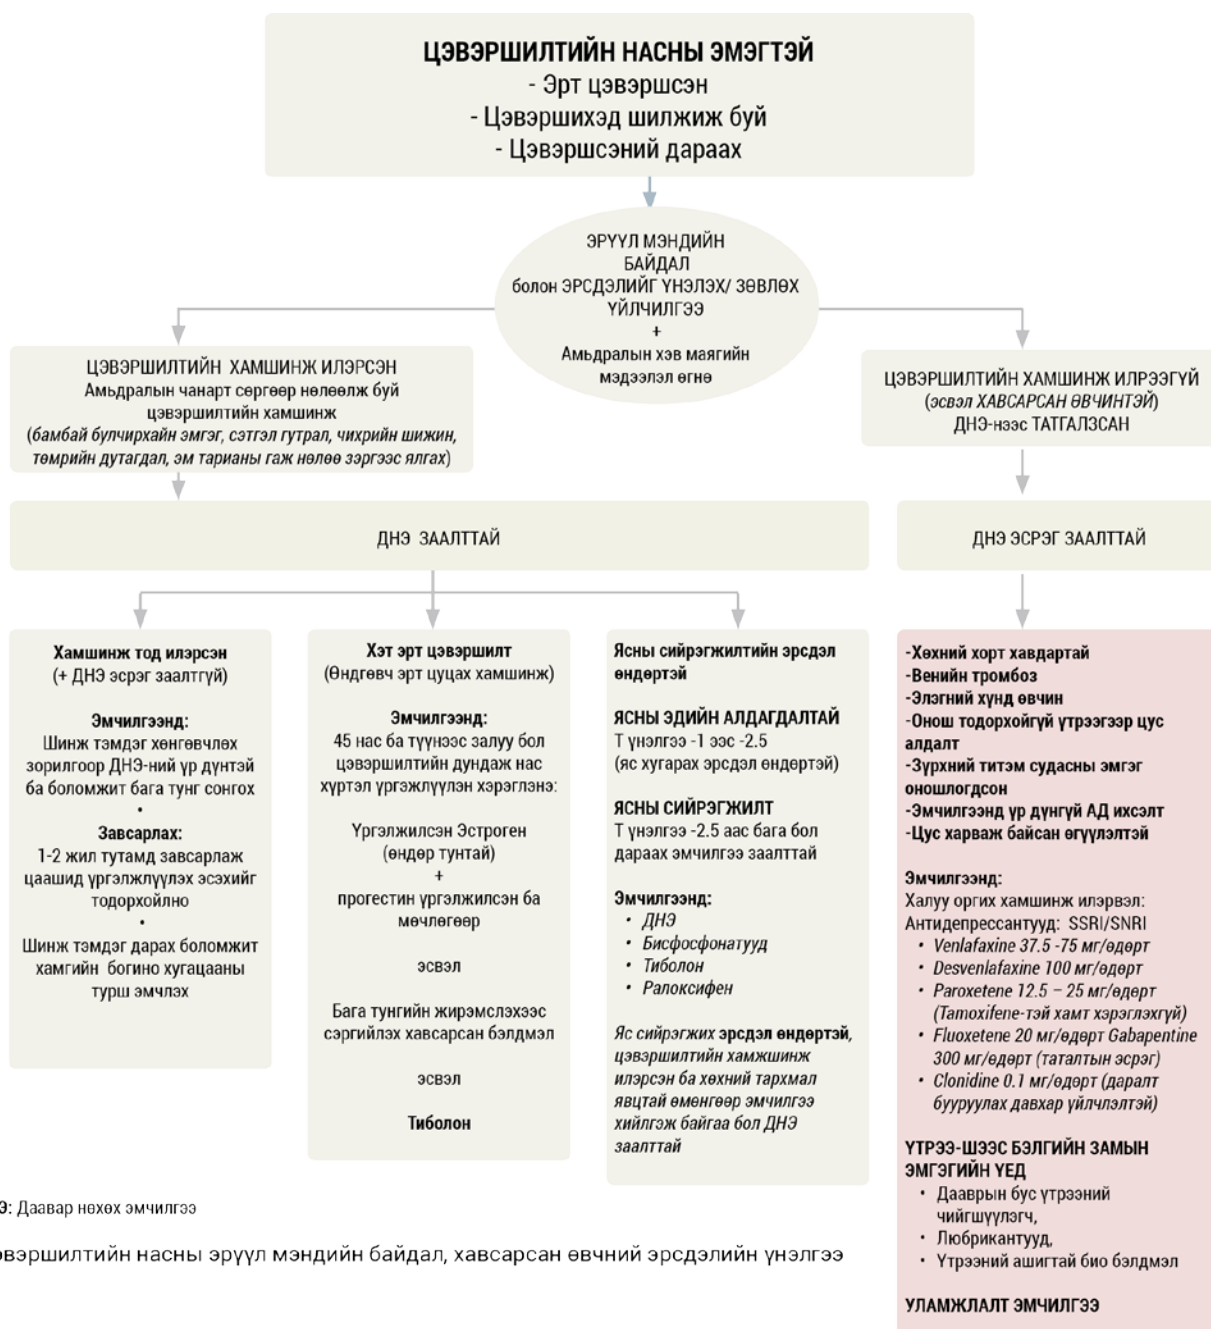 ЦЭВЭРШИЛТИЙН НАСНЫ ЭМЭГТЭЙ
- Эрт цэвэршсэн
- Цэвэршихэд шилжиж буй
- Цэвэршсэний дараах
ЭРҮҮЛ МЭНДИЙН
БАЙДАЛ
болон ЭРСДЭЛИЙГ ҮНЭЛЭХ/ ЗӨВЛӨХ
ҮЙЛЧИЛГЭЭ
+
Амьдралын хэв маягийн
мэдээлэл өгнө
ЦЭВЭРШИЛТИЙН ХАМШИНЖ ИЛЭРСЭН
Амьдралын чанарт сөргөөр нөлөөлж буй
цэвэршилтийн хамшинж
(бамбай булчирхайн эмгэг, сэтгэл гутрал, чихрийн шижин,
төмрийн дутагдал, эм тарианы гаж нөлөө зэргээс ялгах)
ЦЭВЭРШИЛТИЙН ХАМШИНЖ ИЛРЭЭГҮЙ
(эсвэл ХАВСАРСАН ӨВЧИНТЭЙ)
ДНЭ-нээс ТАТГАЛЗСАН
ДНЭ ЗААЛТТАЙ
ДНЭ ЭСРЭГ ЗААЛТТАЙ
Хамшинж тод илэрсэн
(+ ДНЭ эсрэг заалтгүй)
Эмчилгээнд:
Шинж тэмдэг хөнгөвчлөх
зорилгоор ДНЭ-ний үр дүнтэй
ба боломжит бага тунг сонгох
•
Завсарлах:
1-2 жил тутамд завсарлаж
цаашид үргэлжлүүлэх эсэхийг
тодорхойлно
•
Шинж тэмдэг дарах боломжит
хамгийн богино хугацааны
турш эмчлэх
Хэт эрт цэвэршилт
(Өндгөвч эрт цуцах хамшинж)
Эмчилгээнд:
45 нас ба түүнээс залуу бол
цэвэршилтийн дундаж нас
хүртэл үргэлжлүүлэн хэрэглэнэ:
Үргэлжилсэн Эстроген
(өндөр тунтай)
+
прогестин үргэлжилсэн ба
мөчлөгөөр
эсвэл
Бага тунгийн жирэмслэхээс
сэргийлэх хавсарсан бэлдмэл
эсвэл
Тиболон
Ясны сийрэгжилтийн эрсдэл
өндөртэй
ЯСНЫ ЭДИЙН АЛДАГДАЛТАЙ
Т үнэлгээ -1 ээс -2.5
(яс хугарах эрсдэл өндөртэй)
ЯСНЫ СИЙРЭГЖИЛТ
Т үнэлгээ -2.5 аас бага бол
дараах эмчилгээ заалттай
Эмчилгээнд:
• ДНЭ
• Бисфосфонатууд
• Тиболон
• Ралоксифен
Яс сийрэгжих эрсдэл өндөртэй,
цэвэршилтийн хамжшинж
илэрсэн ба хөхний тархмал
явцтай өмөнгөөр эмчилгээ
хийлгэж байгаа бол ДНЭ
заалттай
-Хөхний хорт хавдартай
-Венийн тромбоз
-Элэгний хүнд өвчин
-Онош тодорхойгүй үтрээгээр цус
алдалт
-Зүрхний титэм судасны эмгэг
оношлогдсон
-Эмчилгээнд үр дүнгүй АД ихсэлт
-Цус харваж байсан өгүүлэлтэй
Эмчилгээнд:
Халуу оргих хамшинж илэрвэл:
Антидепрессантууд: SSRI/SNRI
• Venlafaxine 37.5 -75 мг/өдөрт
• Desvenlafaxine 100 мг/өдөрт
• Paroxetene 12.5 – 25 мг/өдөрт
(Tamoxifene-тэй хамт хэрэглэхгүй)
• Fluoxetene 20 мг/өдөрт Gabapentine
300 мг/өдөрт (таталтын эсрэг)
• Clonidine 0.1 мг/өдөрт (даралт
бууруулах давхар үйлчлэлтэй)
ҮТРЭЭ-ШЭЭС БЭЛГИЙН ЗАМЫН
ЭМГЭГИЙН ҮЕД
• Дааврын бус үтрээний
чийгшүүлэгч,
• Любрикантууд,
• Үтрээний ашигтай био бэлдмэл
УЛАМЖЛАЛТ ЭМЧИЛГЭЭ
Э: Даавар нөхөх эмчилгээ
эвэршилтийн насны эрүүл мэндийн байдал, хавсарсан өвчний эрсдэлийн үнэлгээ